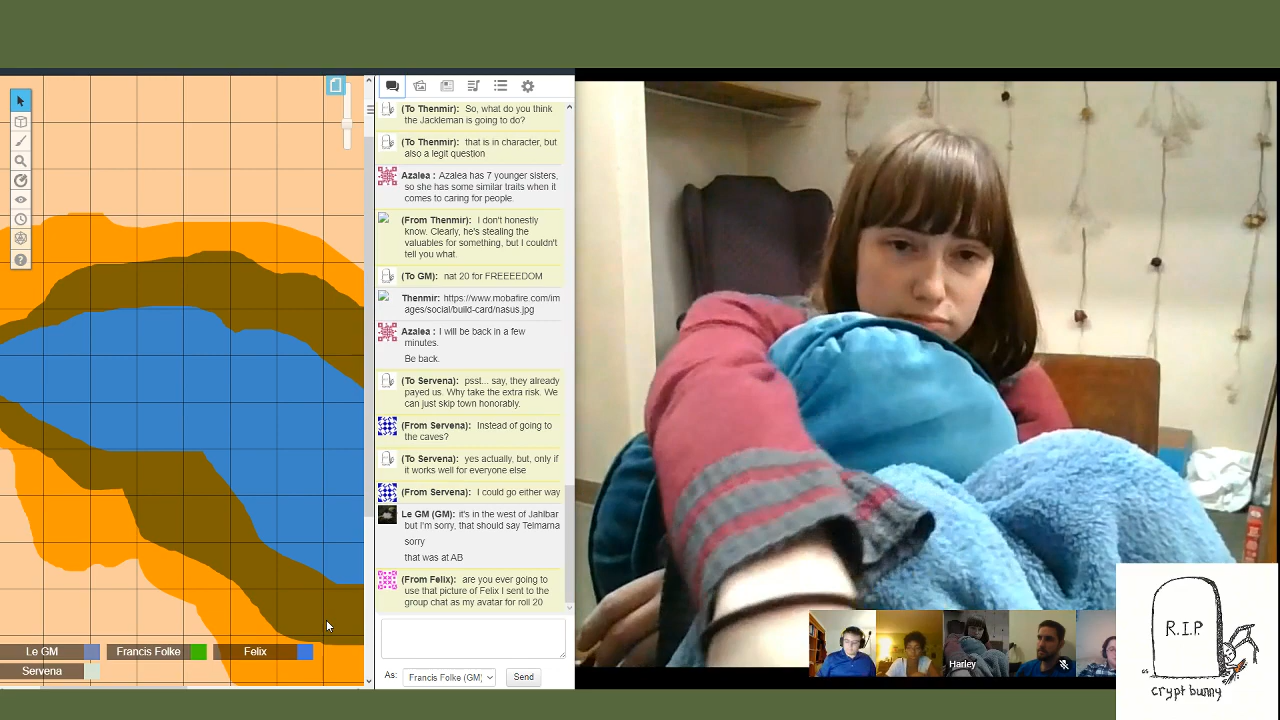 (To Thenmir): So, what do you think
the Jackleman is going to do?
(To Thenmir): that is in character, but
also a legit question
Azalea : Azalea has 7 younger sisters,
so she has some similar traits when it
comes to caring for people.
(From Thenmir): I don't honestly
know. Clearly, he's stealing the
valuables for something, but I couldn't
tell you what.
(To GM): nat 20 for FREEEEDOM
Thenmir: https://www.mobafire.com/im
ages/social/build-card/nasus.jpg
Azalea : I will be back in a few
minutes.
Be back.
(To Servena): psst... say, they already
payed us. Why take the extra risk. We
can just skip town honorably.
(From Servena): Instead of going to
the caves?
(To Servena): yes actually, but, only if
it works well for everyone else
(From Servena): I could go either way
Le GM (GM): it's in the west of Jahlbar
but I'm sorry, that should say Telmarna
sorry
that was at AB
(From Felix): are you ever going to
use that picture of Felix I sent to the
group chat as my avatar for roll 20
As: Francis Folke (GM) Send
Le GM
Francis Folke
Felix
Servena
Harley
R.I.P
crypt bunny